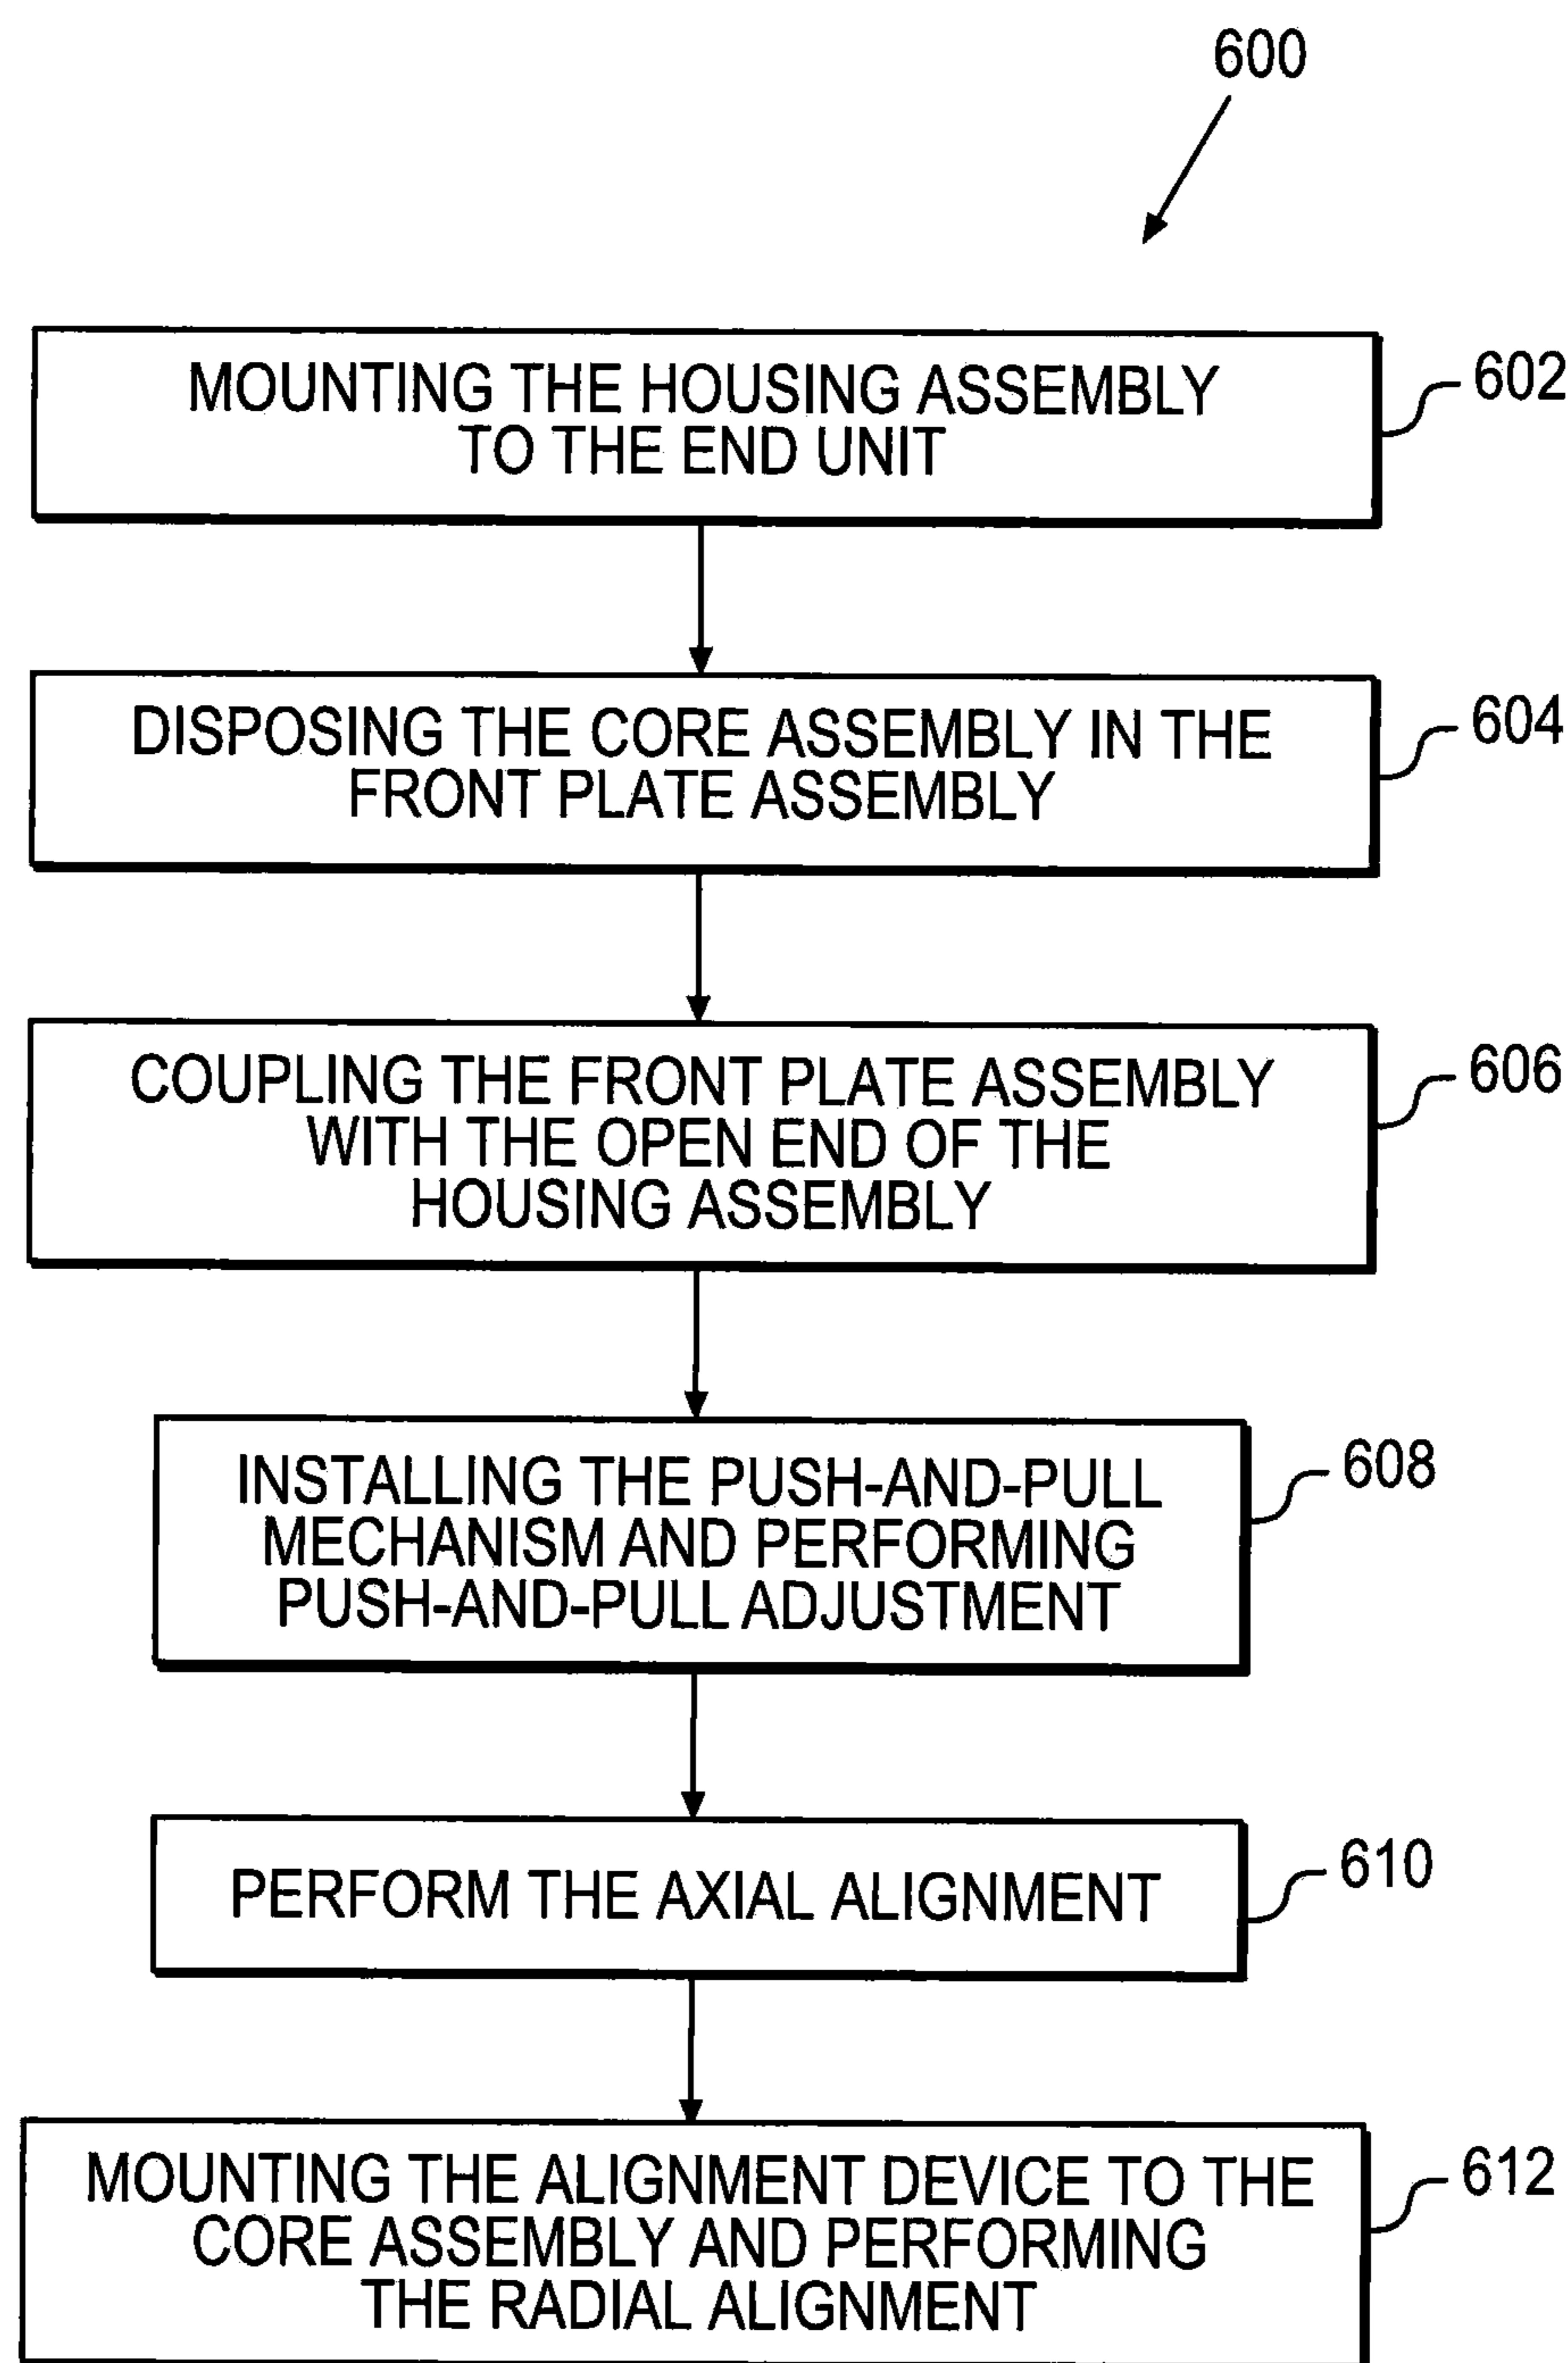 600
MOUNTING THE HOUSING ASSEMBLY
TO THE END UNIT
602
DISPOSING THE CORE ASSEMBLY IN THE
FRONT PLATE ASSEMBLY
604
COUPLING THE FRONT PLATE ASSEMBLY
WITH THE OPEN END OF THE
HOUSING ASSEMBLY
606
INSTALLING THE PUSH-AND-PULL
MECHANISM AND PERFORMING
PUSH-AND-PULL ADJUSTMENT
608
PERFORM THE AXIAL ALIGNMENT
610
MOUNTING THE ALIGNMENT DEVICE TO THE
CORE ASSEMBLY AND PERFORMING
THE RADIAL ALIGNMENT
612